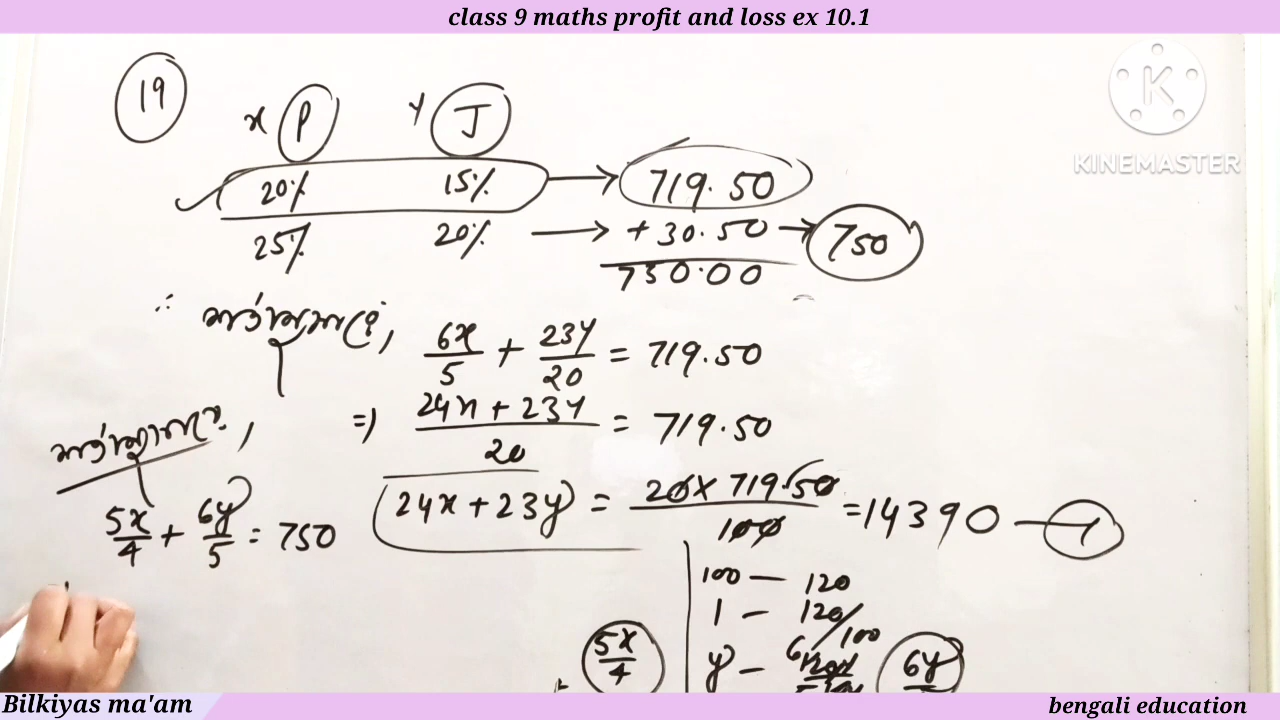 class 9 maths profit and loss ex 10.1
19
x P Y J
KINEMASTER
20% 15% → 719.50
25% 20% → + 30.50 → 750
750.00
∴ শর্তানুসারে, 6x/5 + 23y/20 = 719.50
শর্তানুসারে, ⇒ 24x + 23y/20 = 719.50
24x + 23y = 20 x 719.50/100 = 14390 — 1
5x/4 + 6y/5 = 750
100 — 120
1 — 120/100
5x/4
y — 6y
Bilkiyas ma'am
bengali education